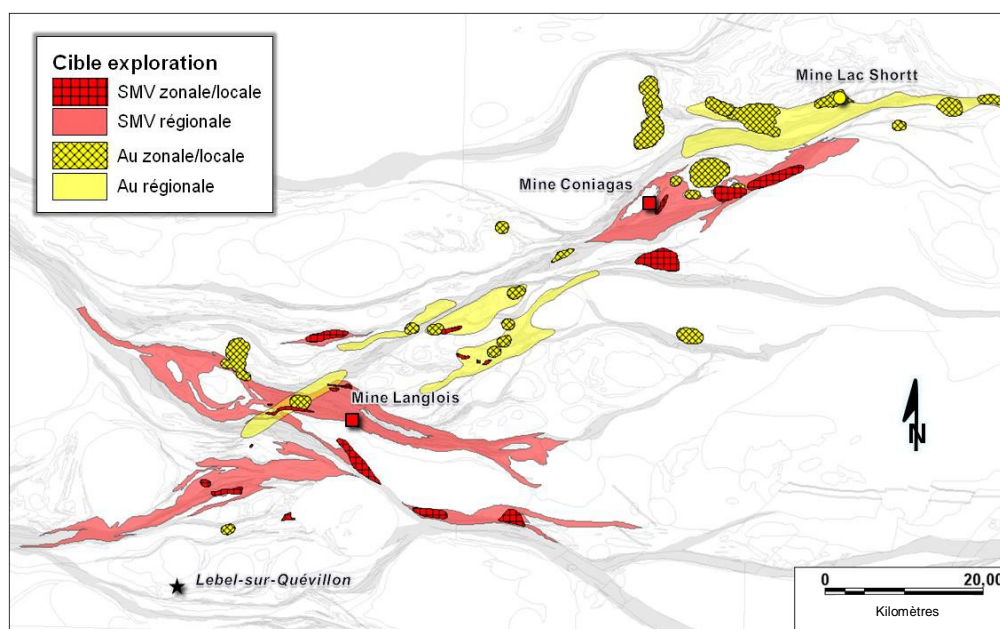 Cible exploration
SMV zonale/locale
SMV régionale
Au zonale/locale
Au régionale
Mine Lac Shortt
Mine Coniagas
Mine Langlois
N
Lebel-sur-Quévillon
0 20,00
Kilomètres